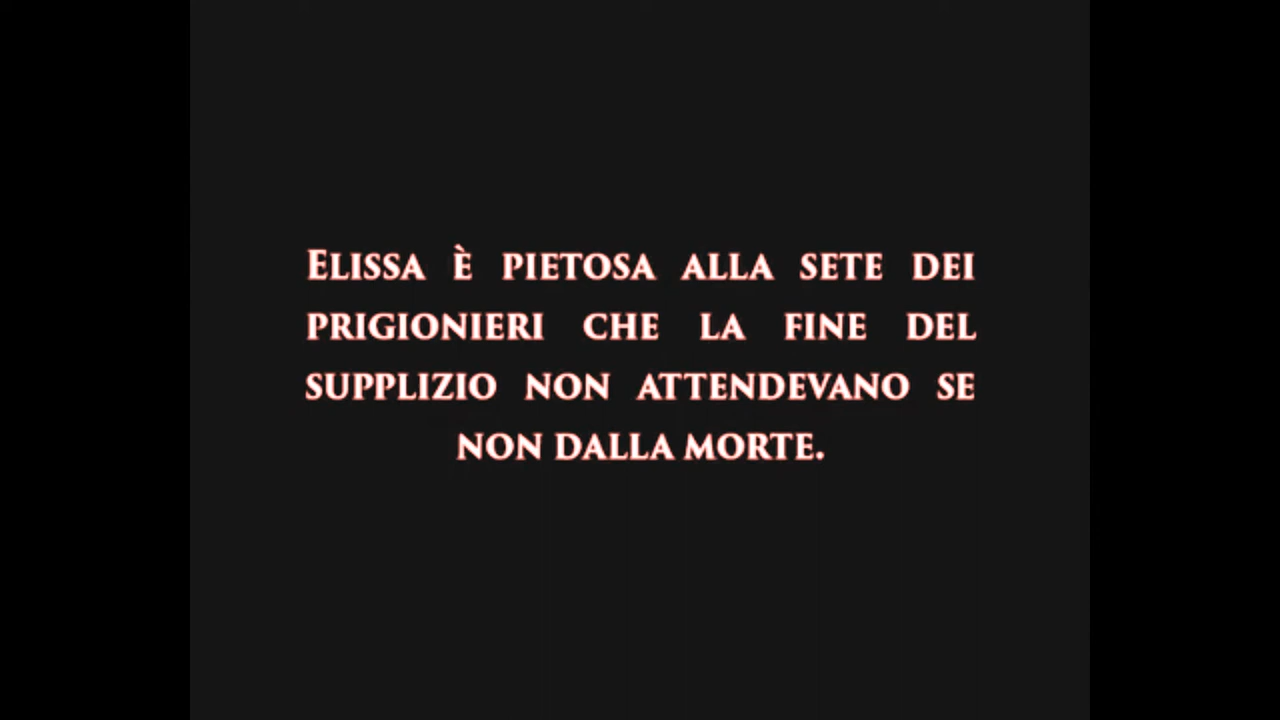 Elissa è pietosa alla sete dei
prigionieri che la fine del
supplizio non attendevano se
non dalla morte.